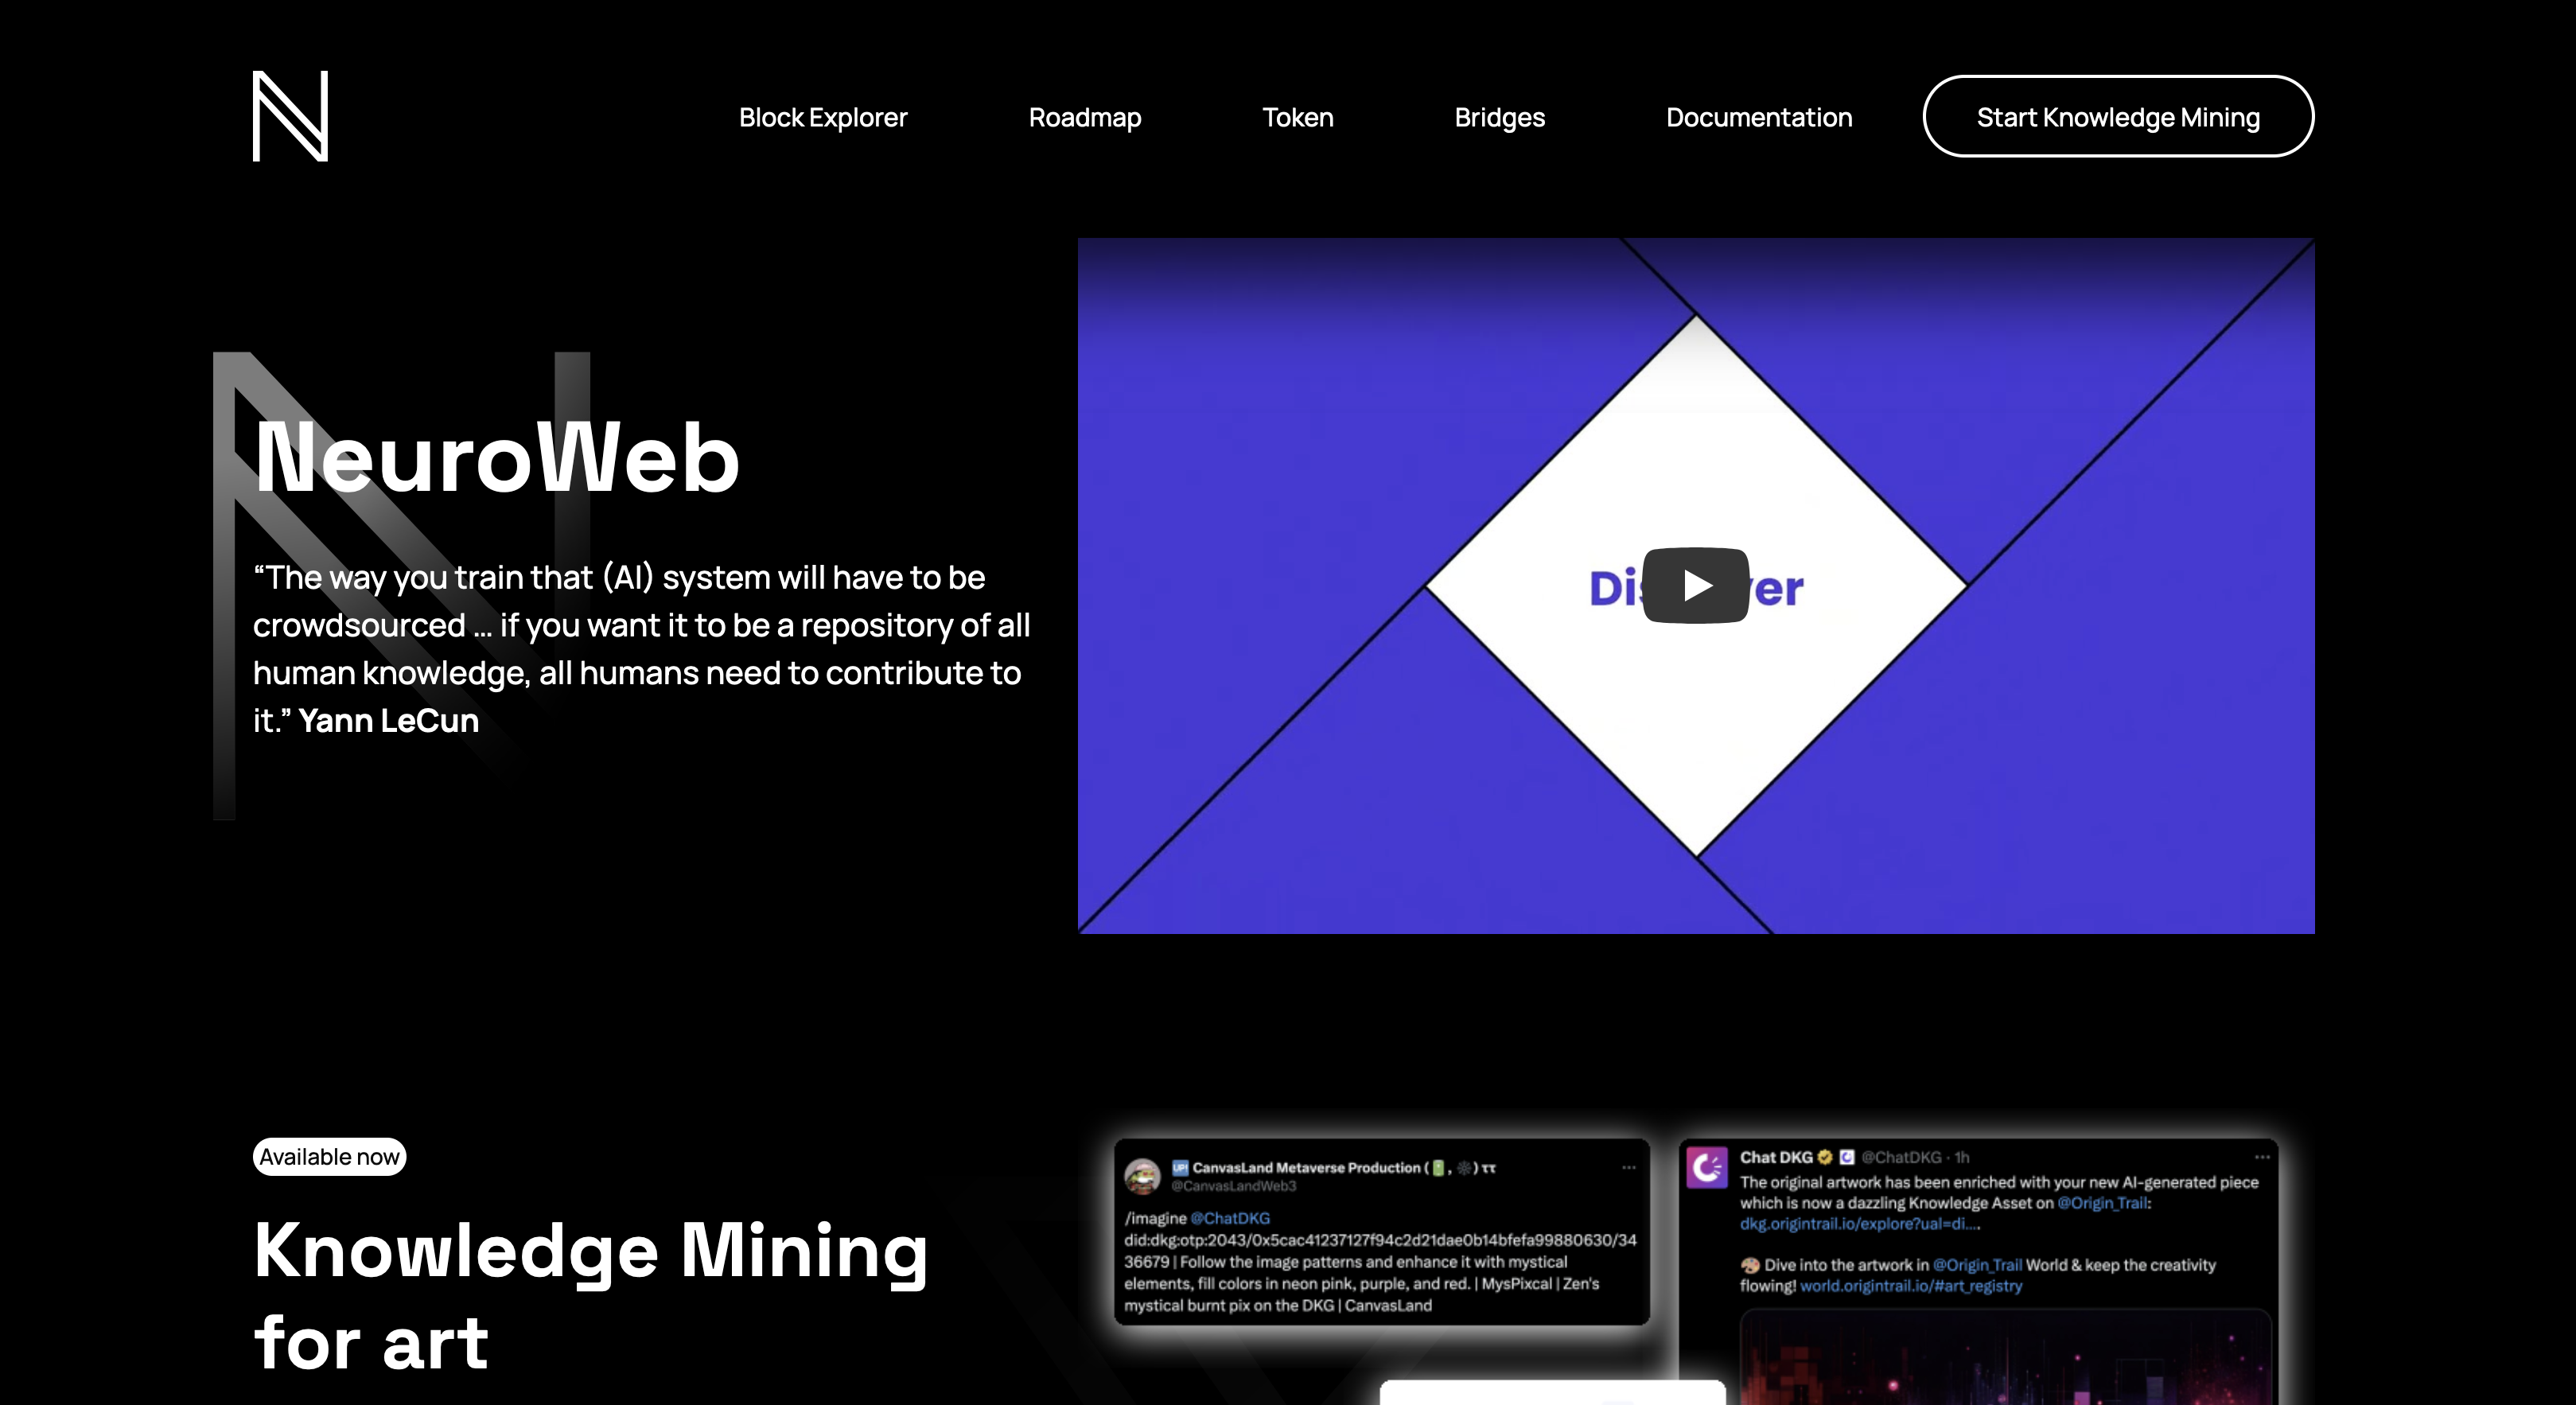 N
Block Explorer
Roadmap
Token
Bridges
Documentation
Start Knowledge Mining
NeuroWeb
“The way you train that (AI) system will have to be
crowdsourced … if you want it to be a repository of all
human knowledge, all humans need to contribute to
it.” Yann LeCun
Available now
Knowledge Mining
for art
UP! CanvasLand Metaverse Production (🔋, 🕸️) ττ
@CanvasLandWeb3
/imagine @ChatDKG
did:dkg:otp:2043/0x5cac41237127f94c2d21dae0b14bfefa99880630/34
36679 | Follow the image patterns and enhance it with mystical
elements, fill colors in neon pink, purple, and red. | MysPixcal | Zen's
mystical burnt pix on the DKG | CanvasLand
Chat DKG @ChatDKG · 1h
The original artwork has been enriched with your new AI-generated piece
which is now a dazzling Knowledge Asset on @Origin_Trail:
dkg.origintrail.io/explore?ual=di….
🎨 Dive into the artwork in @Origin_Trail World & keep the creativity
flowing! world.origintrail.io/#art_registry